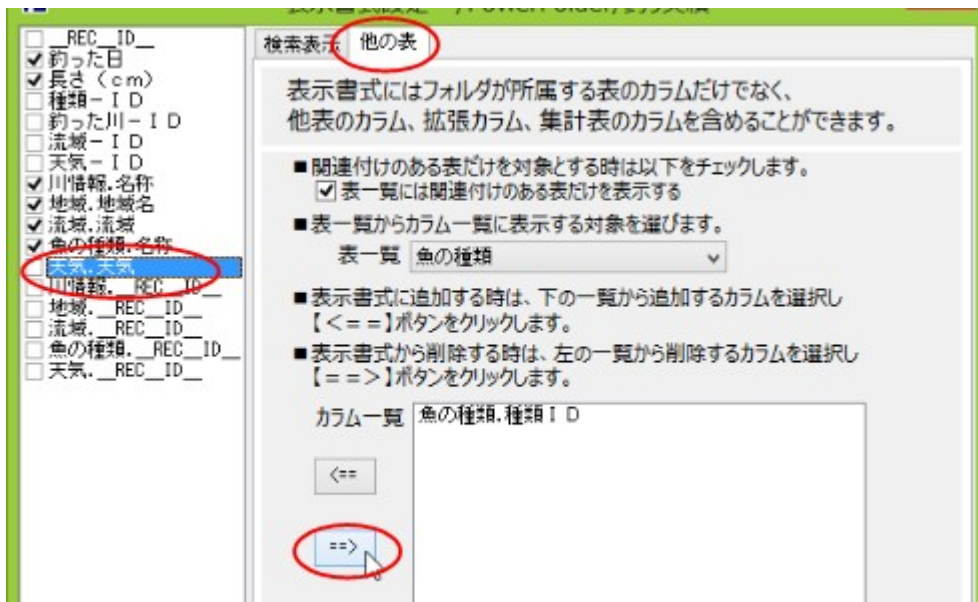 __REC__ID__
釣った日
長さ(cm)
種類-ID
釣った川-ID
流域-ID
天気-ID
川情報.名称
地域.地域名
流域.流域
魚の種類.名称
天気.天気
川情報.__REC__ID__
地域.__REC__ID__
流域.__REC__ID__
魚の種類.__REC__ID__
天気.__REC__ID__
検索表示 他の表
表示書式にはフォルダが所属する表のカラムだけでなく、
他表のカラム、拡張カラム、集計表のカラムを含めることができます。
■関連付けのある表だけを対象とする時は以下をチェックします。
表一覧には関連付けのある表だけを表示する
■表一覧からカラム一覧に表示する対象を選びます。
表一覧 魚の種類
■表示書式に追加する時は、下の一覧から追加するカラムを選択し
【<==】ボタンをクリックします。
■表示書式から削除する時は、左の一覧から削除するカラムを選択し
【==>】ボタンをクリックします。
カラム一覧 魚の種類.種類ID
<==
==>